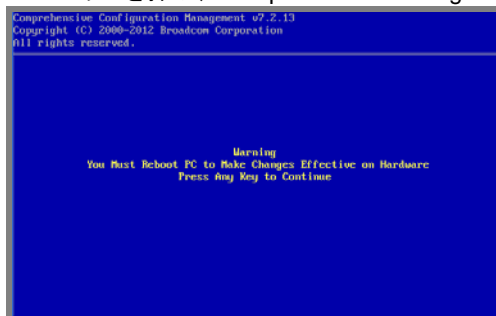 Comprehensive Configuration Management v7.2.13
Copyright (C) 2000-2012 Broadcom Corporation
All rights reserved.
Warning
You Must Reboot PC to Make Changes Effective on Hardware
Press Any Key to Continue